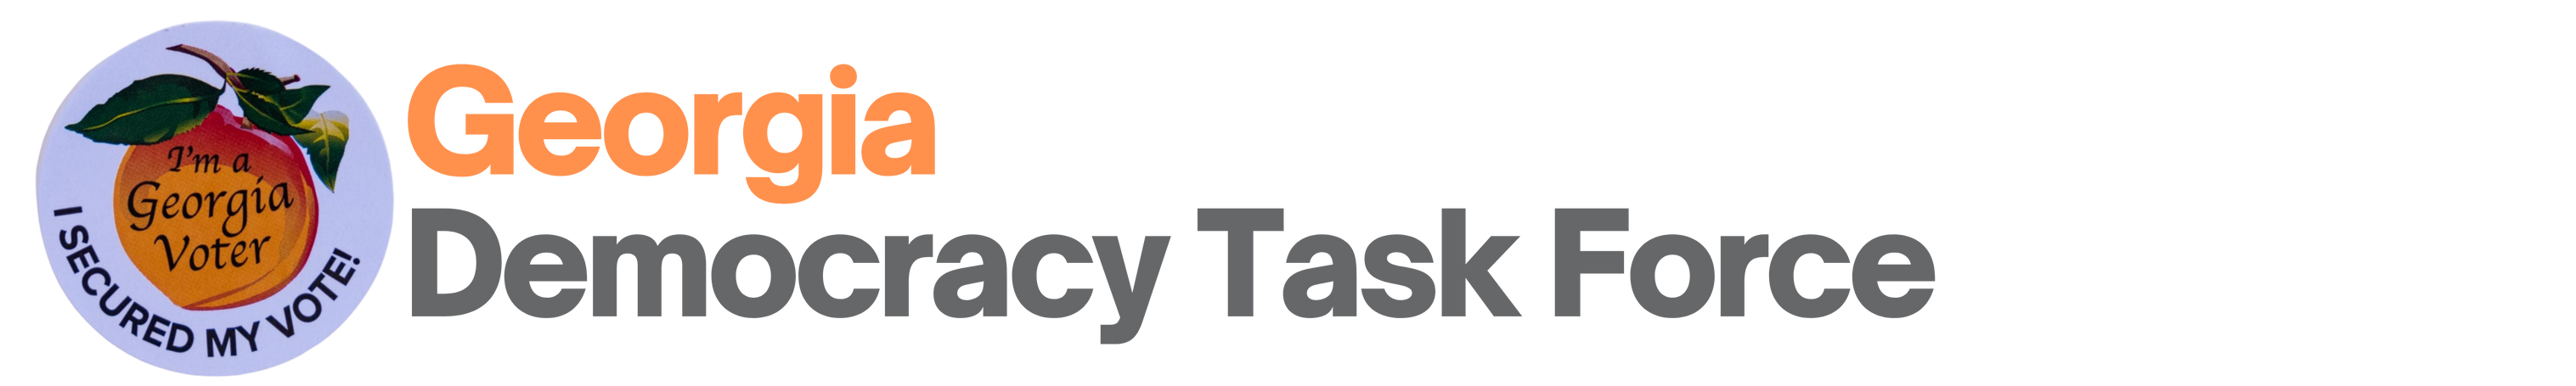 I'm a
Georgia
Voter
I SECURED MY VOTE!
Georgia
Democracy Task Force